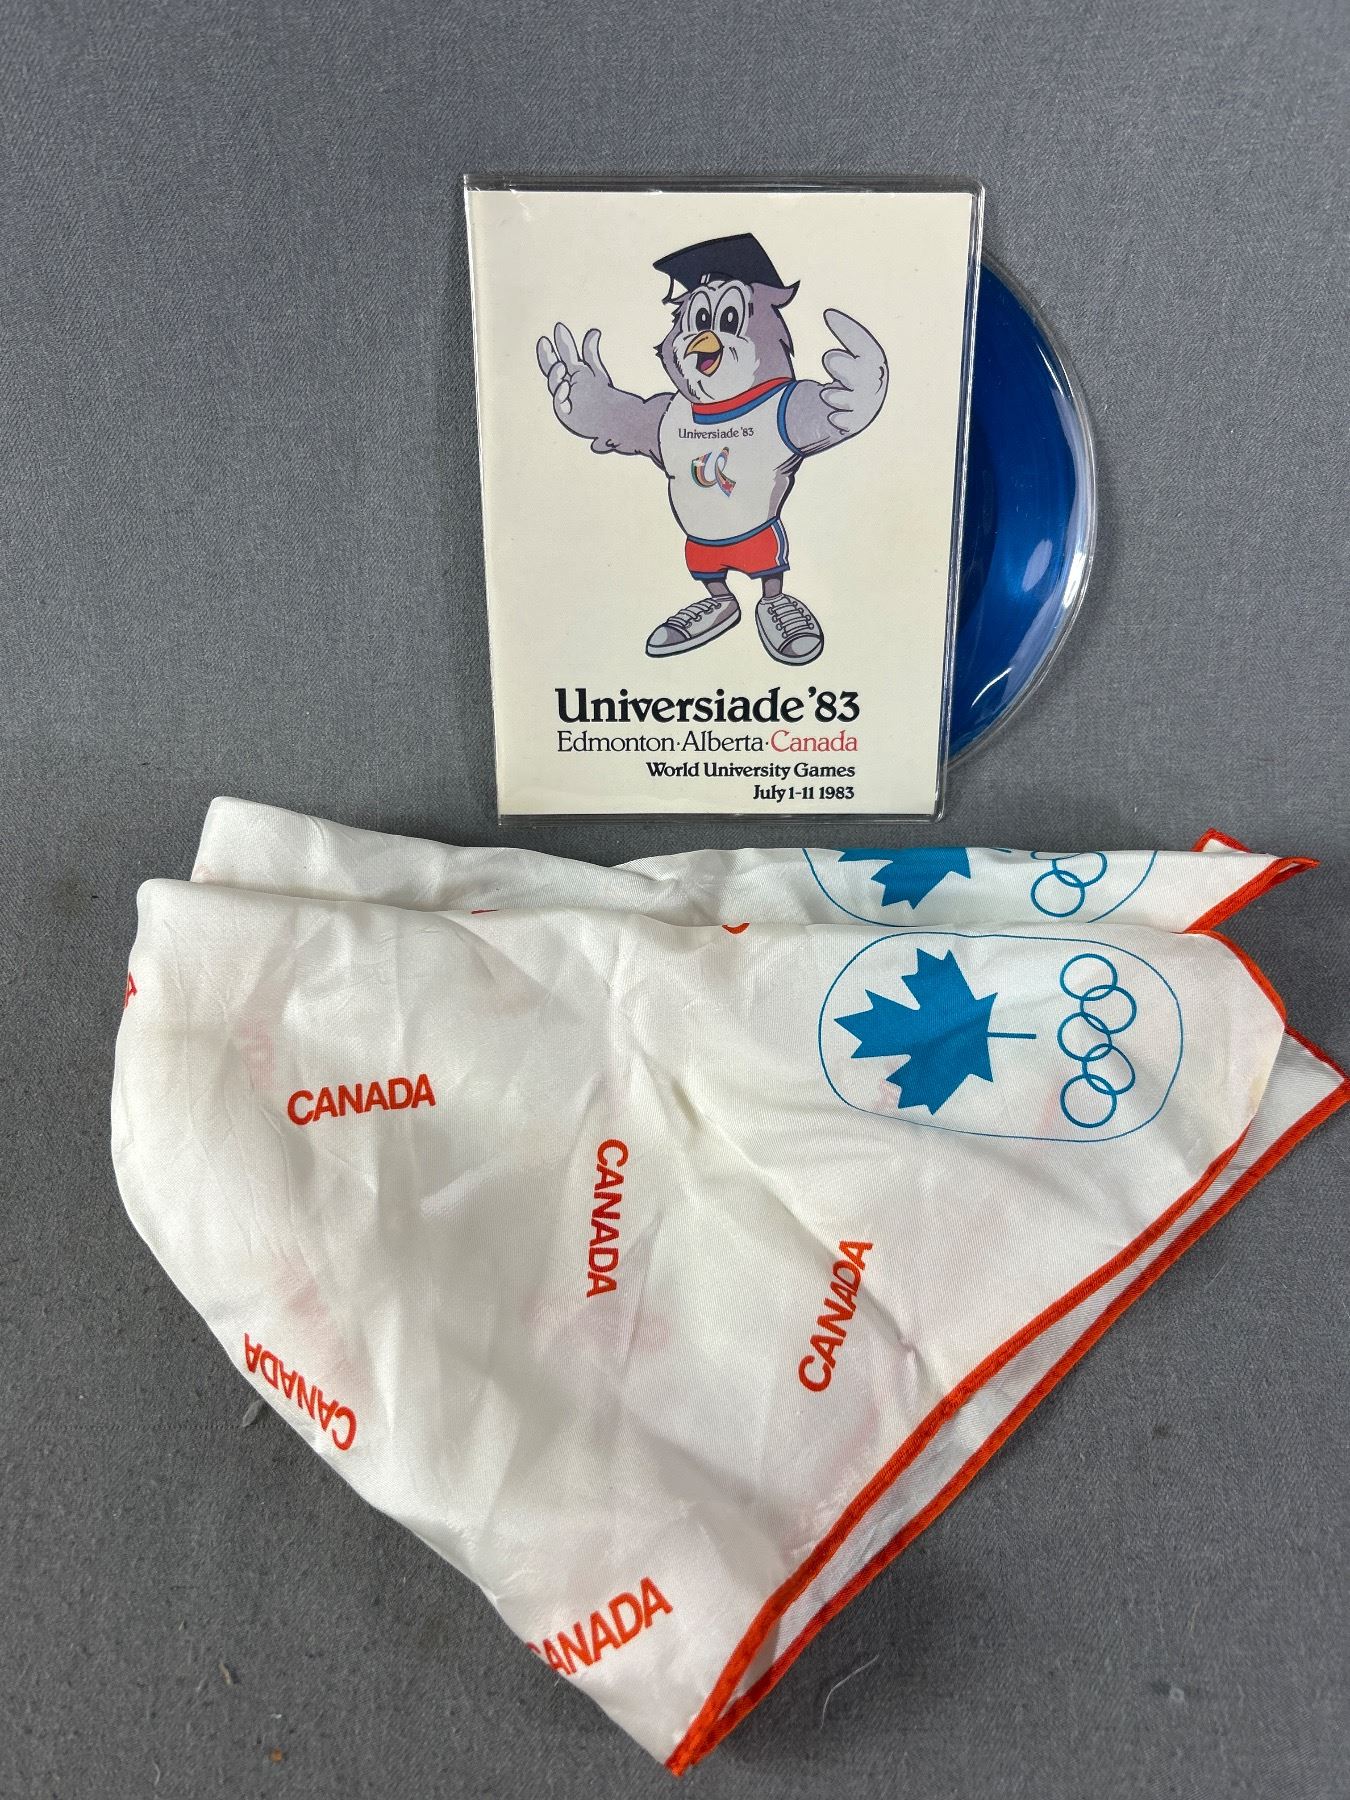 Universiade '83
Universiade '83
Edmonton·Alberta·Canada
World University Games
July 1-11 1983
CANADA
CANADA
CANADA
CANADA
CANADA